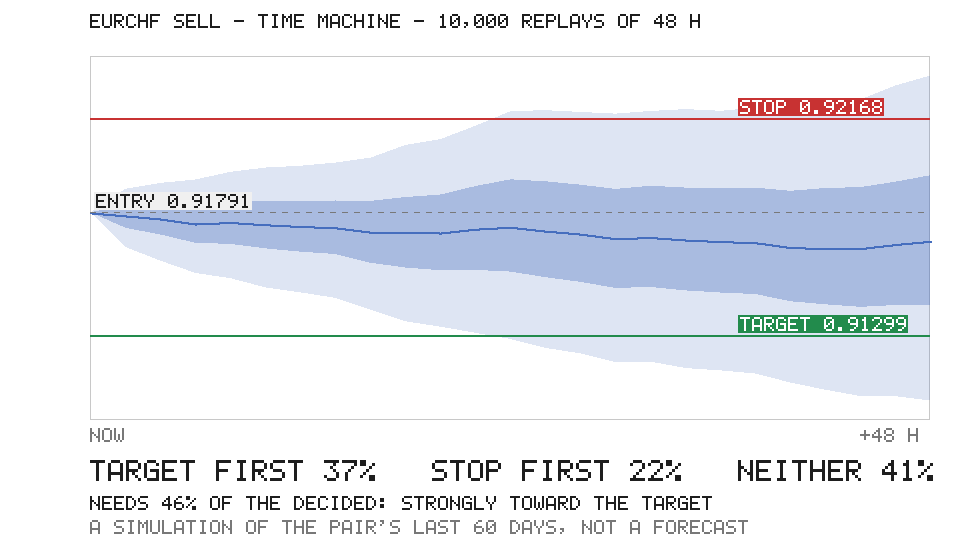 EURCHF SELL - TIME MACHINE - 10,000 REPLAYS OF 48 H
STOP 0.92168
ENTRY 0.91791
TARGET 0.91299
NOW +48 H
TARGET FIRST 37% STOP FIRST 22% NEITHER 41%
NEEDS 46% OF THE DECIDED: STRONGLY TOWARD THE TARGET
A SIMULATION OF THE PAIR'S LAST 60 DAYS, NOT A FORECAST